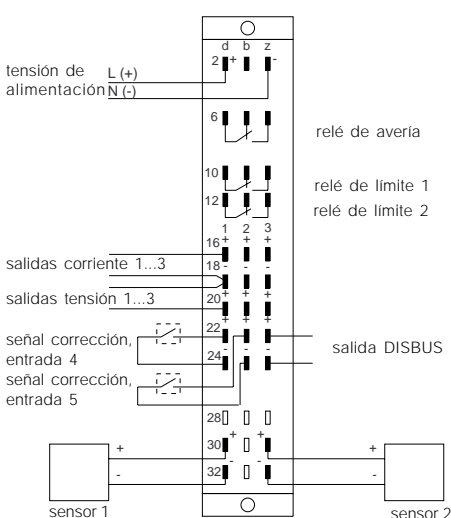 d b z
2 + -
tensión de
alimentación
L (+)
N (-)
6
relé de avería
10
relé de límite 1
12
relé de límite 2
1 2 3
+ + +
16
salidas corriente 1...3
18
- - -
salidas tensión 1...3
20
+ + +
+ + +
22
señal corrección,
entrada 4
salida DISBUS
24
- - -
señal corrección,
entrada 5
28
30
+ +
+ +
32
- -
- -
sensor 1
sensor 2